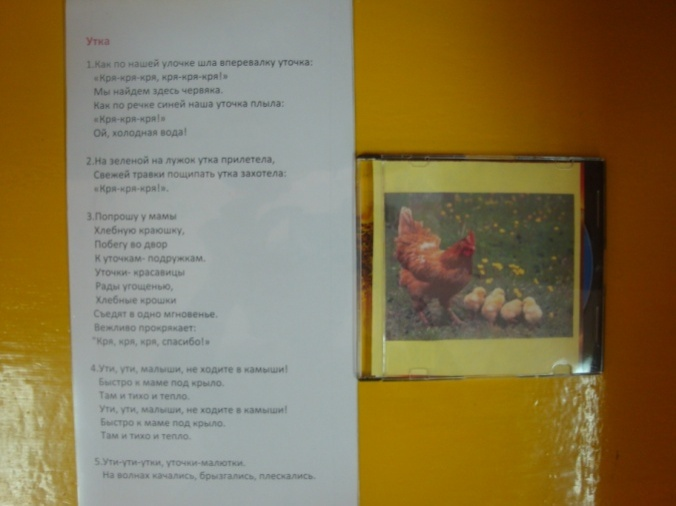 Утка
1.Как по нашей улочке шла вперевалку уточка:
«Кря-кря-кря, кря-кря-кря!»
Мы найдем здесь червяка.
Как по речке синей наша уточка плыла:
«Кря-кря-кря!»
Ой, холодная вода!
2.На зеленой на лужок утка прилетела,
Свежей травки пощипать утка захотела:
«Кря-кря-кря!».
3.Попрошу у мамы
Хлебную краюшку,
Побегу во двор
К уточкам- подружкам.
Уточки- красавицы
Рады угощенью,
Хлебные крошки
Съедят в одно мгновенье.
Вежливо прокрякает:
"Кря, кря, кря, спасибо!»
4.Ути, ути, малыши, не ходите в камыши!
Быстро к маме под крыло.
Там и тихо и тепло.
Ути, ути, малыши, не ходите в камыши!
Быстро к маме под крыло.
Там и тихо и тепло.
5.Ути-ути-утки, уточки-малютки.
На волнах качались, брызгались, плескались.